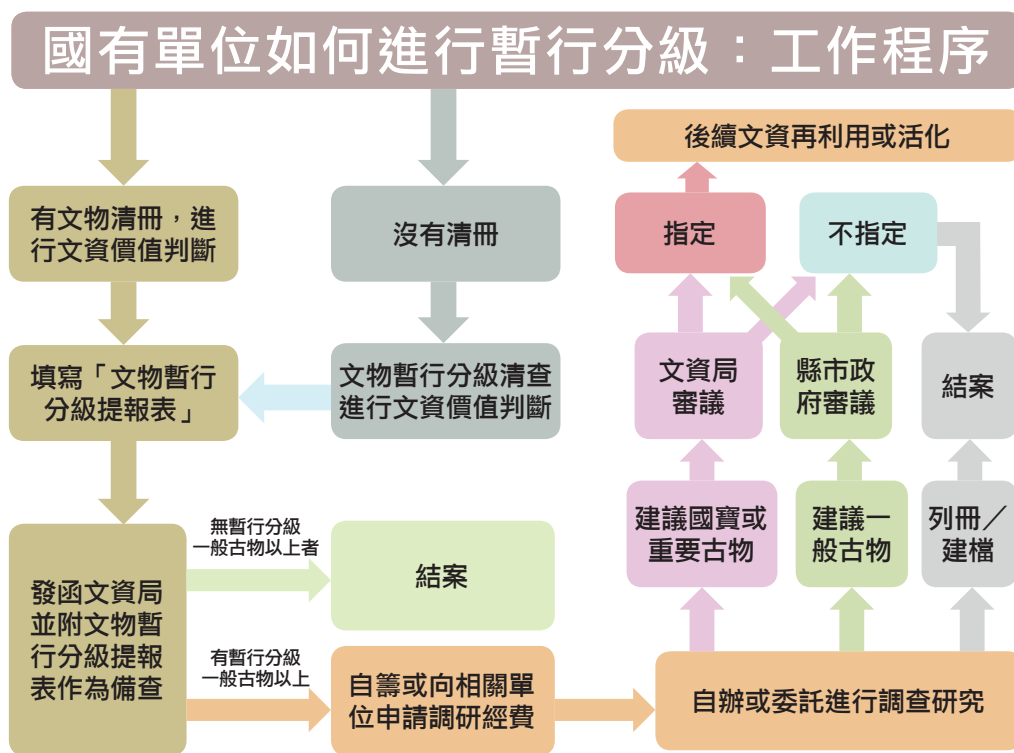 國有單位如何進行暫行分級：工作程序
有文物清冊，進
行文資價值判斷
沒有清冊
填寫「文物暫行
分級提報表」
文物暫行分級清查
進行文資價值判斷
發函文資局
並附文物暫
行分級提報
表作為備查
無暫行分級
一般古物以上者
結案
有暫行分級
一般古物以上
自籌或向相關單
位申請調研經費
自辦或委託進行調查研究
建議國寶或
重要古物
建議一
般古物
列冊／
建檔
文資局
審議
縣市政
府審議
結案
指定
不指定
後續文資再利用或活化